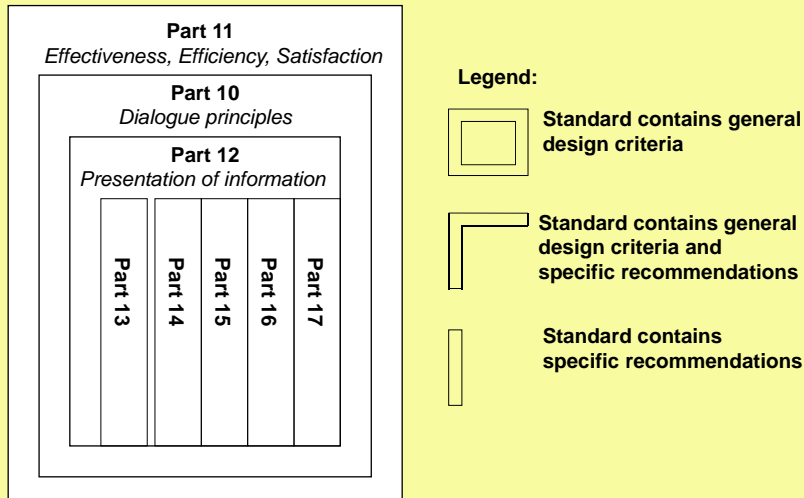 Part 11
Effectiveness, Efficiency, Satisfaction
Part 10
Dialogue principles
Part 12
Presentation of information
Part 13
Part 14
Part 15
Part 16
Part 17
Legend:
Standard contains general
design criteria
Standard contains general
design criteria and
specific recommendations
Standard contains
specific recommendations